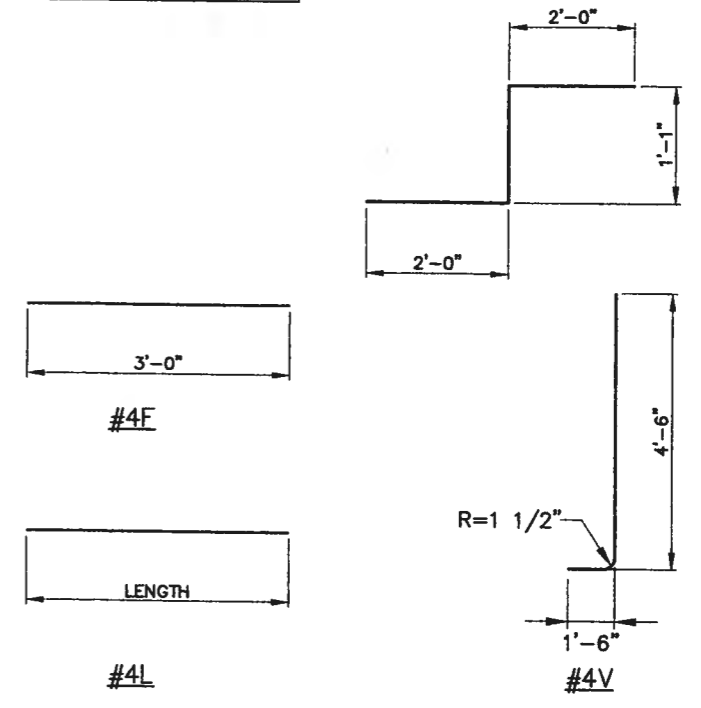 2'-0"
1'-1"
2'-0"
3'-0"
#4F
4'-6"
R=1 1/2"
LENGTH
1'-6"
#4L
#4V